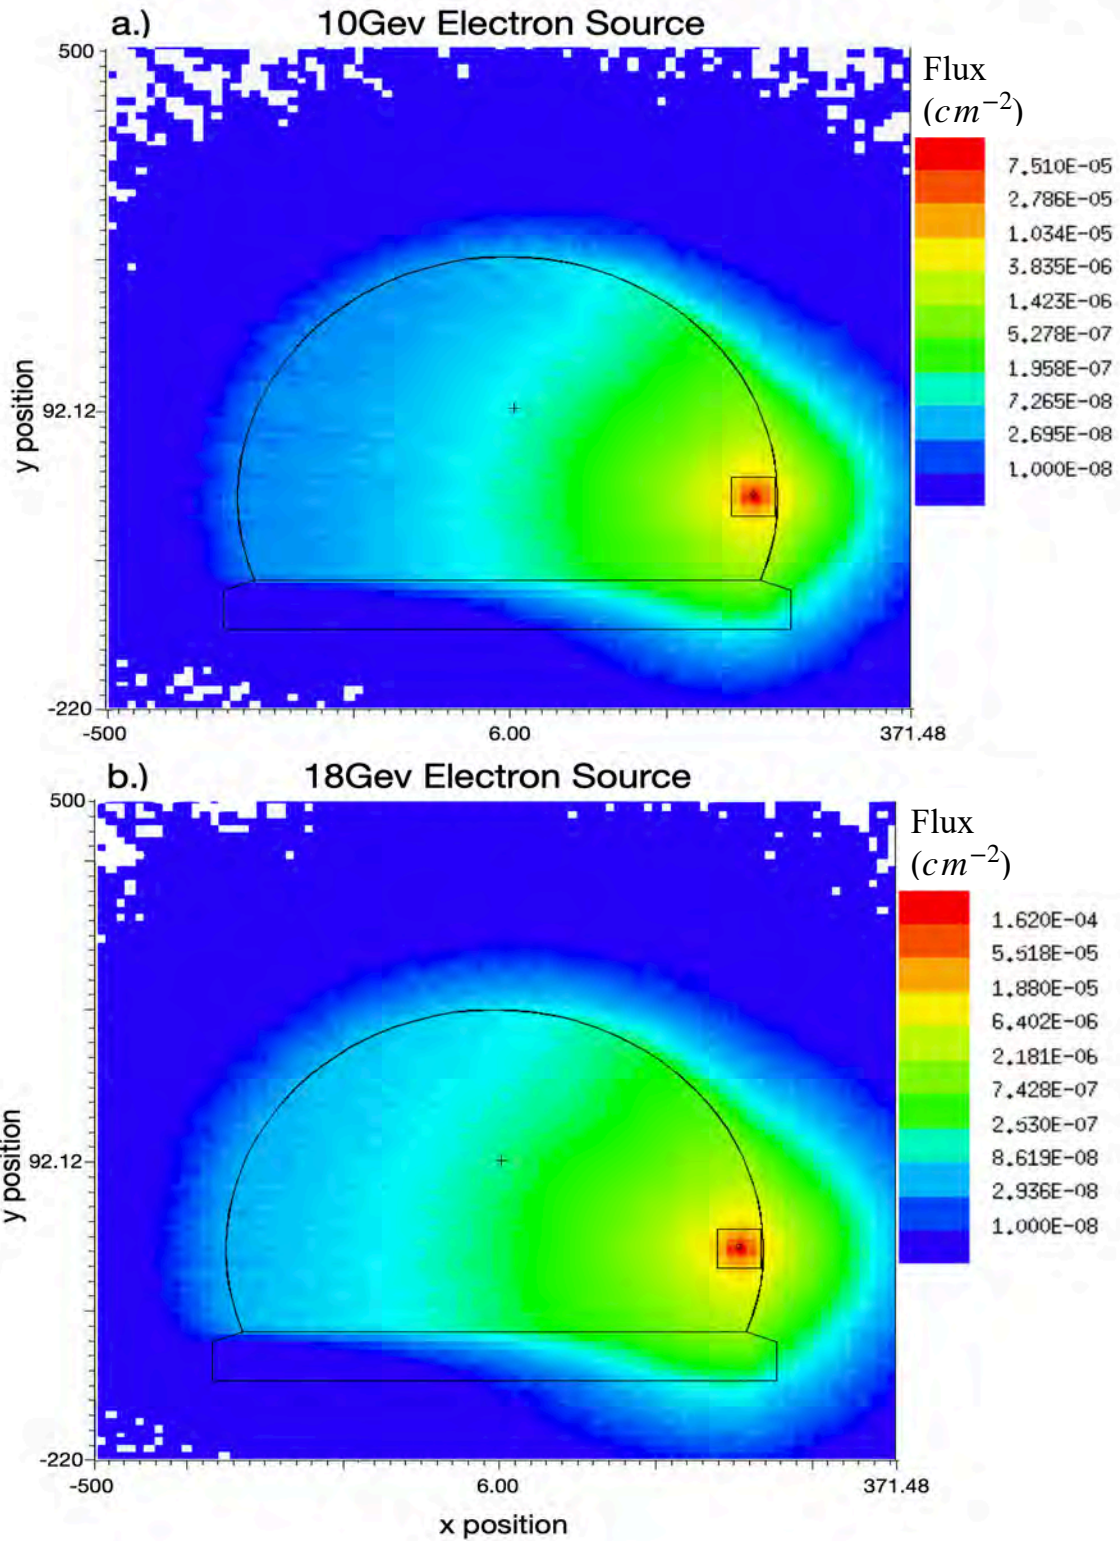 a.)
10Gev Electron Source
Flux
(cm⁻²)
500
92.12
-220
y position
-500
6.00
371.48
7.510E-05
2.786E-05
1.034E-05
3.835E-06
1.423E-06
5.278E-07
1.958E-07
7.265E-08
2.695E-08
1.000E-08
b.)
18Gev Electron Source
Flux
(cm⁻²)
500
92.12
-220
y position
-500
6.00
371.48
x position
1.620E-04
5.518E-05
1.880E-05
6.402E-06
2.181E-06
7.428E-07
2.530E-07
8.619E-08
2.936E-08
1.000E-08